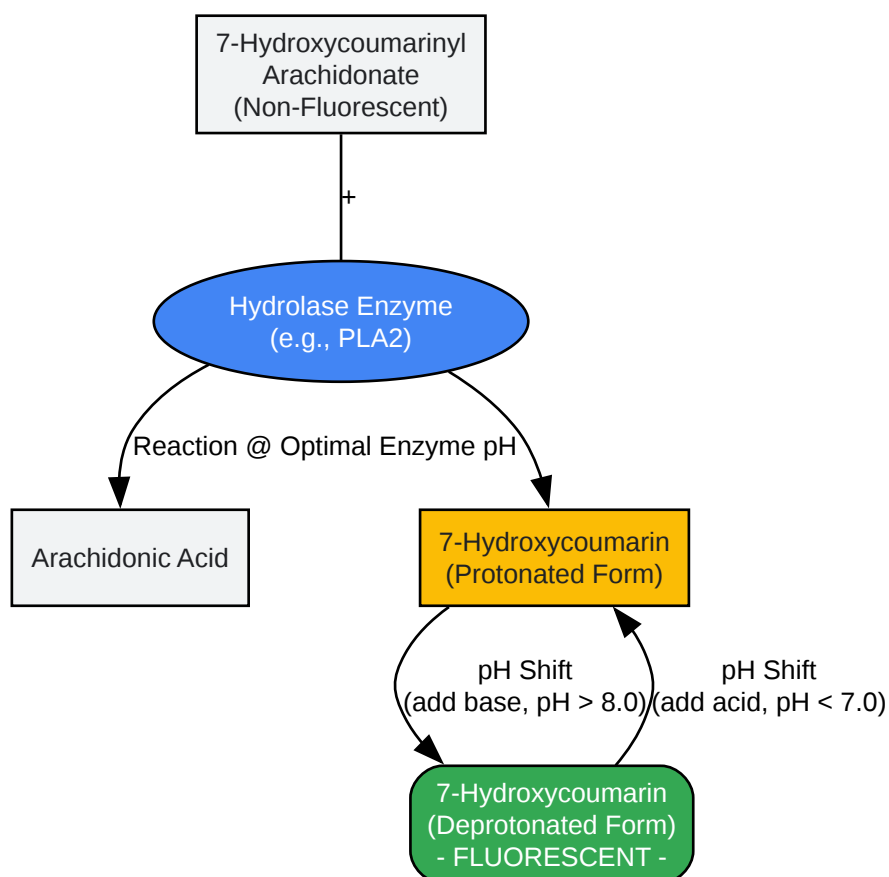 7-Hydroxycoumarinyl
Arachidonate
(Non-Fluorescent)
+
Hydrolase Enzyme
(e.g., PLA2)
Reaction @ Optimal Enzyme pH
Arachidonic Acid
7-Hydroxycoumarin
(Protonated Form)
pH Shift
(add base, pH > 8.0)
pH Shift
(add acid, pH < 7.0)
7-Hydroxycoumarin
(Deprotonated Form)
- FLUORESCENT -